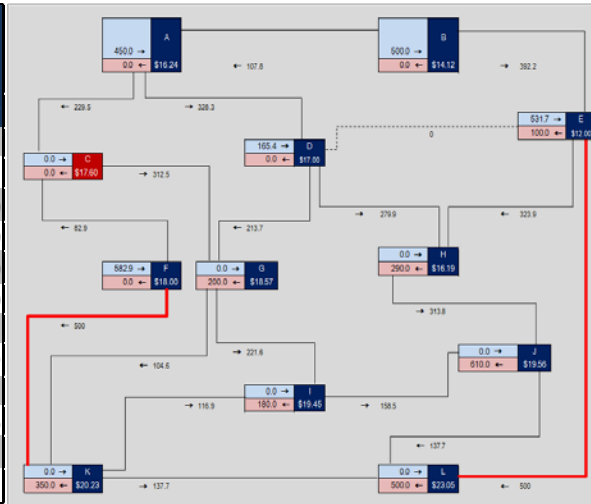 A
450.0 →
0.0 ← $16.24
B
500.0 →
0.0 ← $14.12
← 107.8
→ 392.2
← 229.5
→ 328.3
531.7 → E
100.0 ← $12.00
0
165.4 → D
0.0 ← $17.88
0.0 → C
0.0 ← $17.60
→ 312.5
→ 279.9
← 323.9
← 82.9
← 213.7
0.0 → H
290.0 ← $16.19
582.9 → F
0.0 ← $18.00
0.0 → G
200.0 ← $18.57
→ 313.8
← 500
← 104.6
→ 221.6
0.0 → J
610.0 ← $19.56
0.0 → I
180.0 ← $19.45
→ 116.9
→ 158.5
← 137.7
0.0 → K
350.0 ← $20.23
→ 137.7
0.0 → L
500.0 ← $23.05
← 500